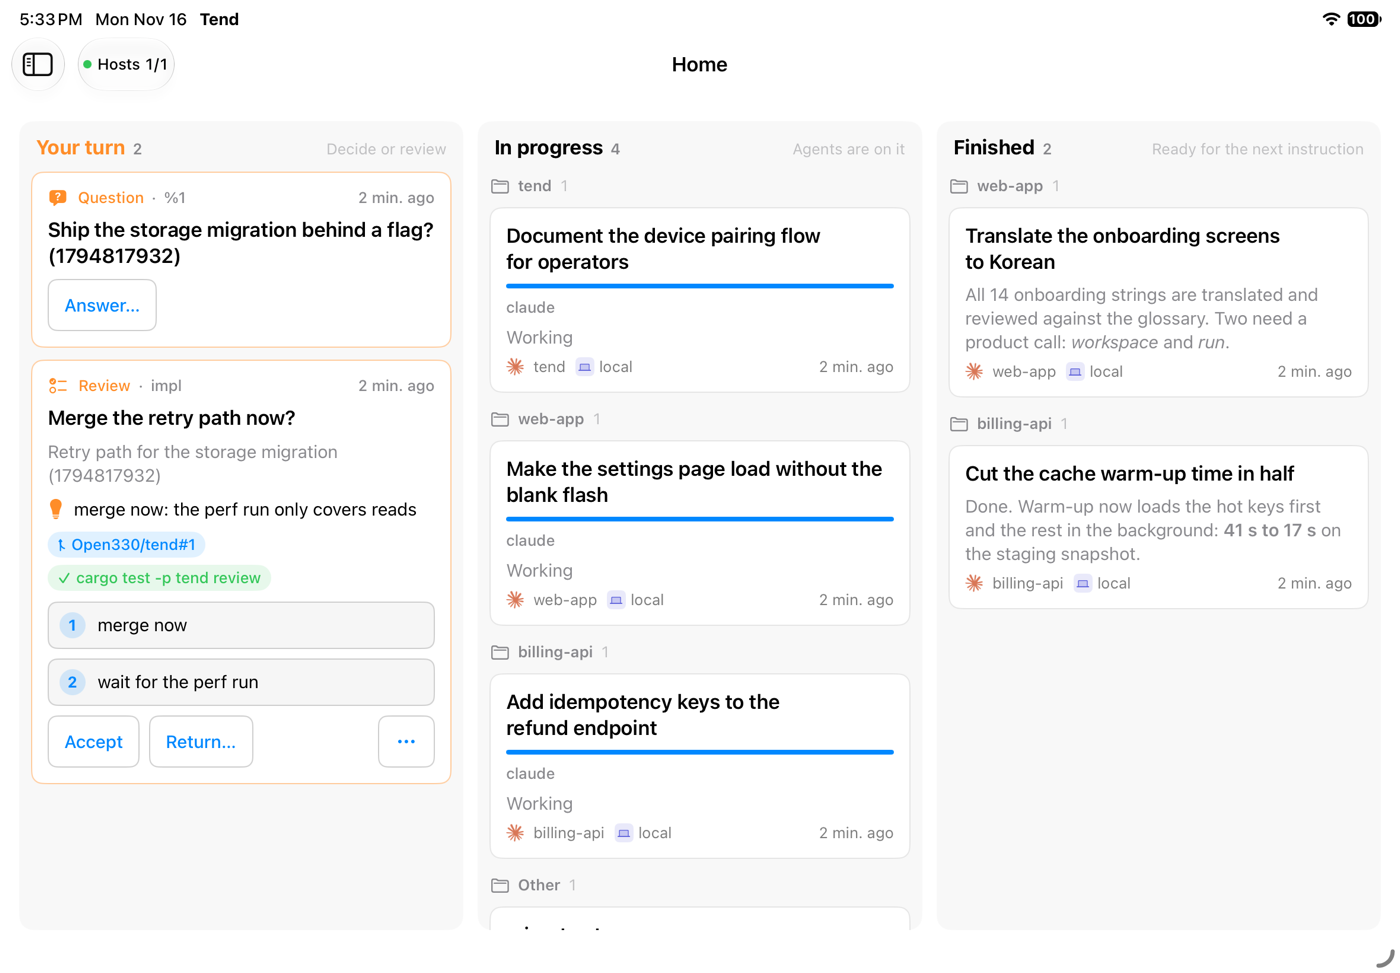 5:33 PM Mon Nov 16 Tend
100
Hosts 1/1
Home
Your turn 2
Decide or review
Question · %1
2 min. ago
Ship the storage migration behind a flag?
(1794817932)
Answer...
Review · impl
2 min. ago
Merge the retry path now?
Retry path for the storage migration
(1794817932)
merge now: the perf run only covers reads
Open330/tend#1
cargo test -p tend review
1 merge now
2 wait for the perf run
Accept
Return...
In progress 4
Agents are on it
tend 1
Document the device pairing flow
for operators
claude
Working
tend local
2 min. ago
web-app 1
Make the settings page load without the
blank flash
claude
Working
web-app local
2 min. ago
billing-api 1
Add idempotency keys to the
refund endpoint
claude
Working
billing-api local
2 min. ago
Other 1
Finished 2
Ready for the next instruction
web-app 1
Translate the onboarding screens
to Korean
All 14 onboarding strings are translated and
reviewed against the glossary. Two need a
product call: workspace and run.
web-app local
2 min. ago
billing-api 1
Cut the cache warm-up time in half
Done. Warm-up now loads the hot keys first
and the rest in the background: 41 s to 17 s on
the staging snapshot.
billing-api local
2 min. ago